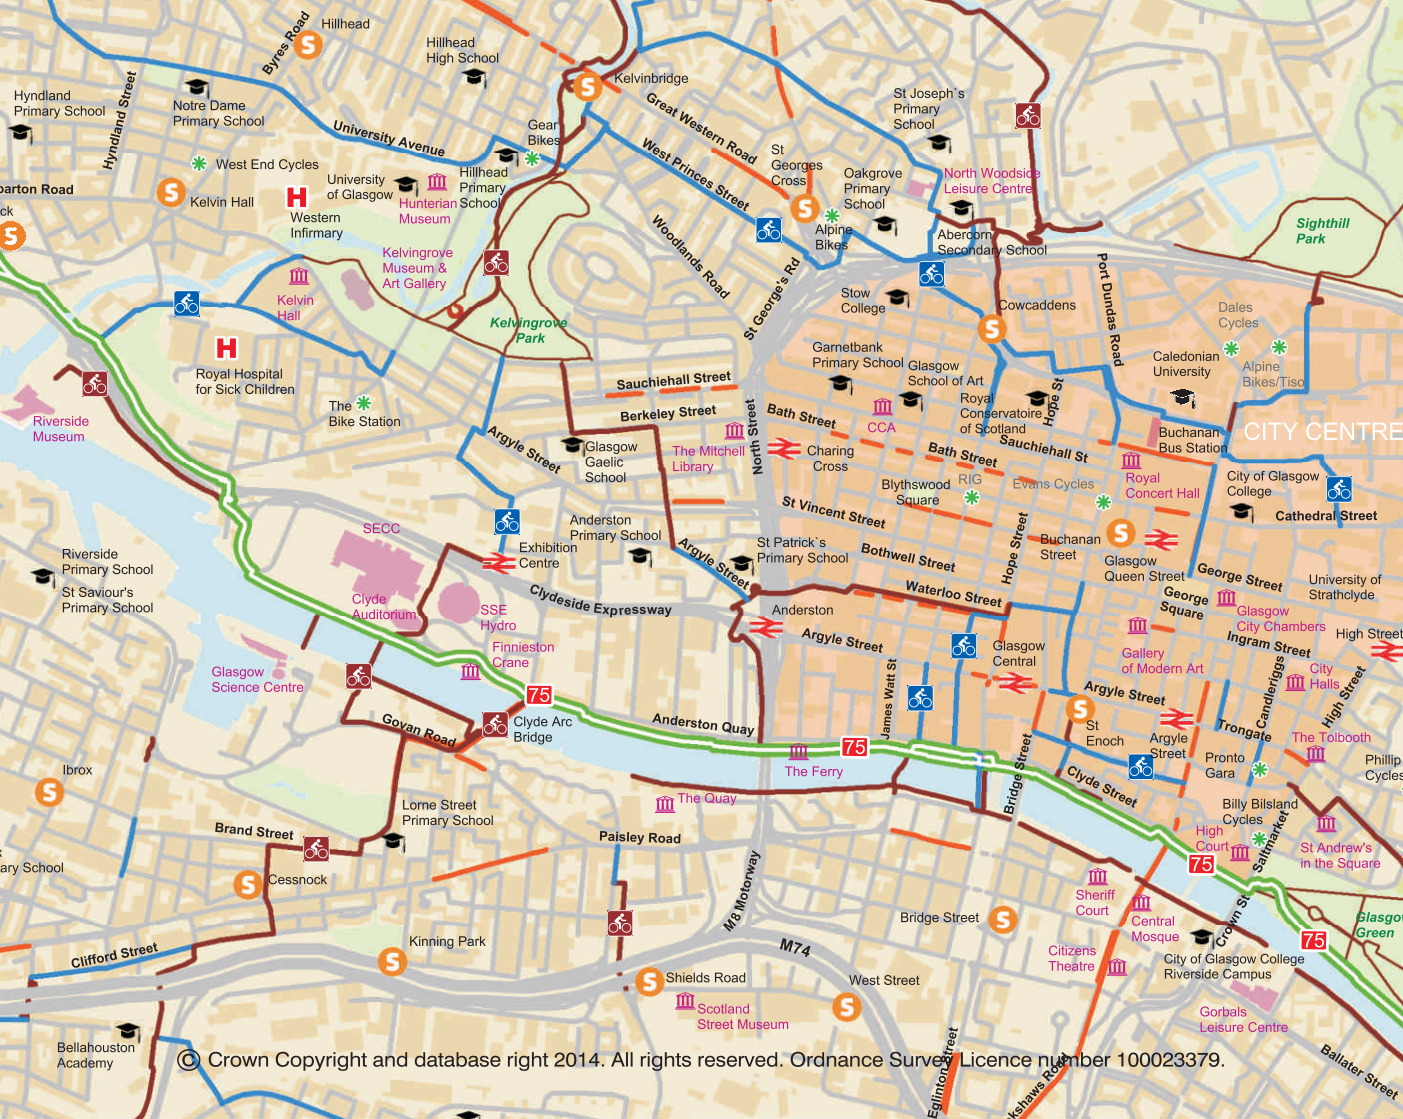 Byres Road
Hillhead
Hillhead
High School
Kelvinbridge
Hyndland
Primary School
Hyndland Street
Notre Dame
Primary School
University Avenue
Gear
Bikes
Great Western Road
West Princes Street
St
Georges
Cross
St Joseph`s
Primary
School
Oakgrove
Primary
School
North Woodside
Leisure Centre
West End Cycles
Kelvin Hall
University
of Glasgow
Hunterian
Museum
Hillhead
Primary
School
Western
Infirmary
Alpine
Bikes
Abercorn
Secondary School
Sighthill
Park
Woodlands Road
Kelvingrove
Museum &
Art Gallery
Kelvin
Hall
Kelvingrove
Park
St George's Rd
Stow
College
Cowcaddens
Port Dundas Road
Dales
Cycles
Royal Hospital
for Sick Children
Garnetbank
Primary School
Glasgow
School of Art
Caledonian
University
Alpine
Bikes/Tiso
Riverside
Museum
The
Bike Station
Sauchiehall Street
Berkeley Street
North Street
Bath Street
CCA
Royal
Conservatoire
of Scotland
Hope St
Buchanan
Bus Station
CITY CENTRE
Argyle Street
Glasgow
Gaelic
School
The Mitchell
Library
Charing
Cross
Bath Street
Sauchiehall St
Royal
Concert Hall
City of Glasgow
College
Blythswood
Square
RIG
Evans Cycles
Cathedral Street
SECC
Anderston
Primary School
St Vincent Street
Exhibition
Centre
Argyle Street
St Patrick`s
Primary School
Bothwell Street
Hope Street
Buchanan
Street
Glasgow
Queen Street
George Street
University of
Strathclyde
Riverside
Primary School
St Saviour's
Primary School
Clyde
Auditorium
SSE
Hydro
Clydeside Expressway
Anderston
Waterloo Street
George
Square
Glasgow
City Chambers
Finnieston
Crane
Argyle Street
Glasgow
Central
Gallery
of Modern Art
Ingram Street
High Street
Glasgow
Science Centre
75
James Watt St
Argyle Street
City
Halls
Candleriggs
High Street
Govan Road
Clyde Arc
Bridge
Anderston Quay
75
St
Enoch
Argyle
Street
Trongate
The Tolbooth
Ibrox
The Ferry
Bridge Street
Clyde Street
Pronto
Gara
Phillip
Cycles
The Quay
Lorne Street
Primary School
Billy Bilsland
Cycles
Brand Street
Paisley Road
High
Court
Saltmarket
St Andrew's
in the Square
Cessnock
M8 Motorway
75
Sheriff
Court
Central
Mosque
Bridge Street
Crown St
Glasgow
Green
75
Kinning Park
M74
Clifford Street
Citizens
Theatre
City of Glasgow College
Riverside Campus
Shields Road
West Street
Scotland
Street Museum
Gorbals
Leisure Centre
Bellahouston
Academy
Eglinton Street
Ballater Street
© Crown Copyright and database right 2014. All rights reserved. Ordnance Survey Licence number 100023379.